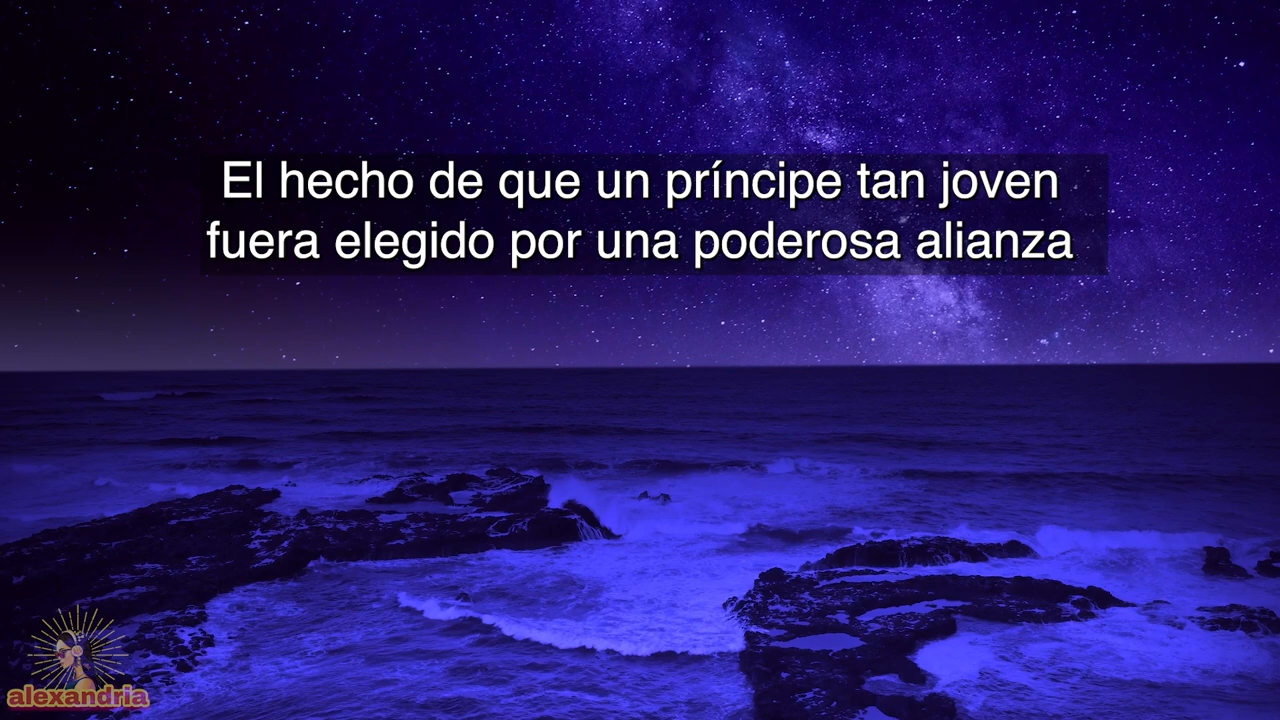 El hecho de que un príncipe tan joven
fuera elegido por una poderosa alianza
alexandria